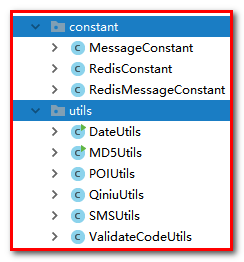 constant
MessageConstant
RedisConstant
RedisMessageConstant
utils
DateUtils
MD5Utils
POIUtils
QiniuUtils
SMSUtils
ValidateCodeUtils